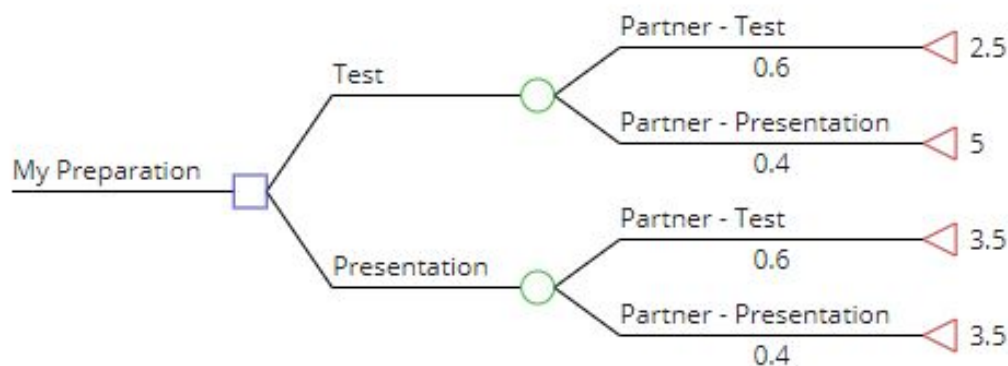 Partner - Test
2.5
0.6
Test
Partner - Presentation
5
0.4
My Preparation
Partner - Test
3.5
0.6
Presentation
Partner - Presentation
3.5
0.4